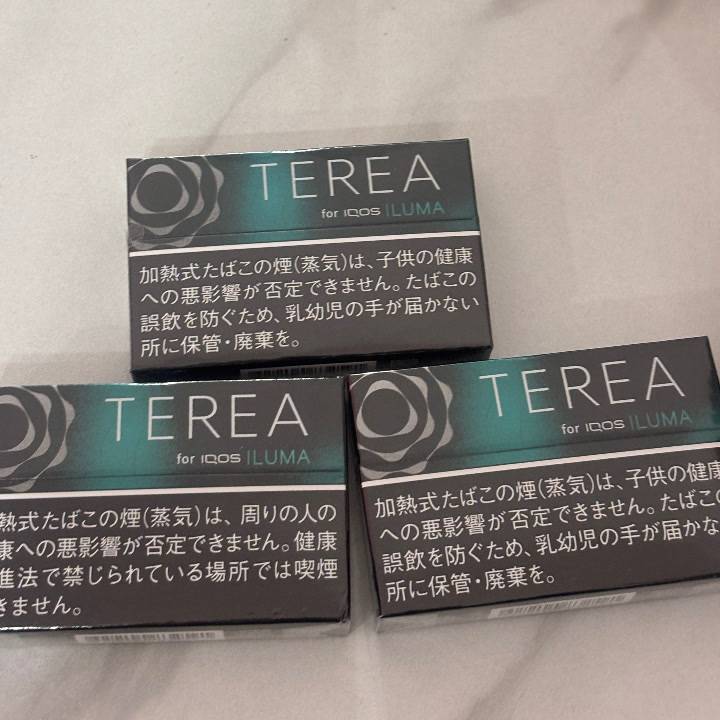 TEREA
for IQOS ILUMA
加熱式たばこの煙(蒸気)は、子供の健康
への悪影響が否定できません。たばこの
誤飲を防ぐため、乳幼児の手が届かない
所に保管・廃棄を。
TEREA
for IQOS ILUMA
熱式たばこの煙(蒸気)は、周りの人の
康への悪影響が否定できません。健康
進法で禁じられている場所では喫煙
きません。
TEREA
for IQOS ILUMA
加熱式たばこの煙(蒸気)は、子供の健康
への悪影響が否定できません。たばこ
誤飲を防ぐため、乳幼児の手が届かな
所に保管・廃棄を。